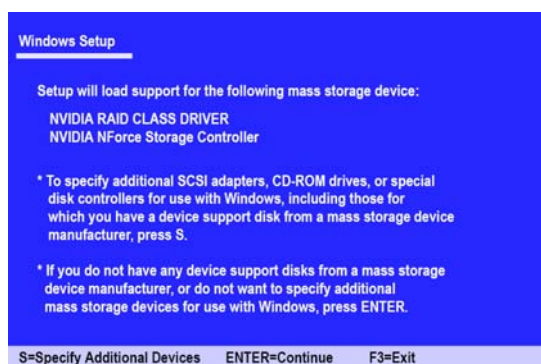 Windows Setup
Setup will load support for the following mass storage device:
NVIDIA RAID CLASS DRIVER
NVIDIA NForce Storage Controller
* To specify additional SCSI adapters, CD-ROM drives, or special
disk controllers for use with Windows, including those for
which you have a device support disk from a mass storage device
manufacturer, press S.
* If you do not have any device support disks from a mass storage
device manufacturer, or do not want to specify additional
mass storage devices for use with Windows, press ENTER.
S=Specify Additional Devices ENTER=Continue F3=Exit